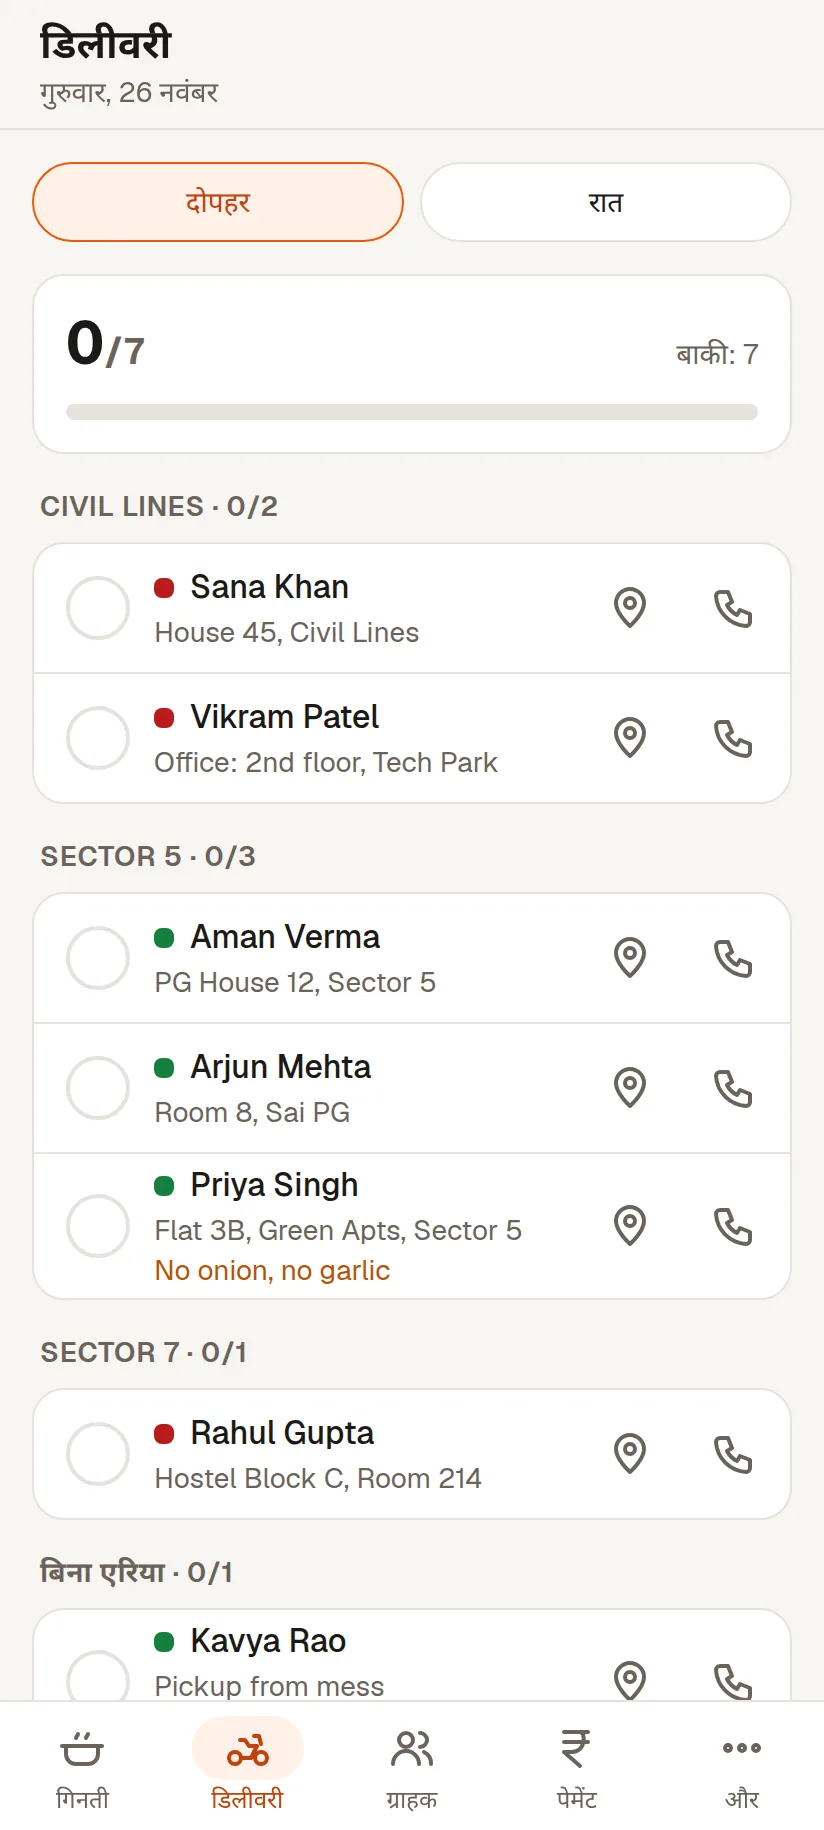 डिलीवरी
गुरुवार, 26 नवंबर
दोपहर
रात
0/7
बाकी: 7
CIVIL LINES · 0/2
Sana Khan
House 45, Civil Lines
Vikram Patel
Office: 2nd floor, Tech Park
SECTOR 5 · 0/3
Aman Verma
PG House 12, Sector 5
Arjun Mehta
Room 8, Sai PG
Priya Singh
Flat 3B, Green Apts, Sector 5
No onion, no garlic
SECTOR 7 · 0/1
Rahul Gupta
Hostel Block C, Room 214
बिना एरिया · 0/1
Kavya Rao
Pickup from mess
गिनती
डिलीवरी
ग्राहक
पेमेंट
और